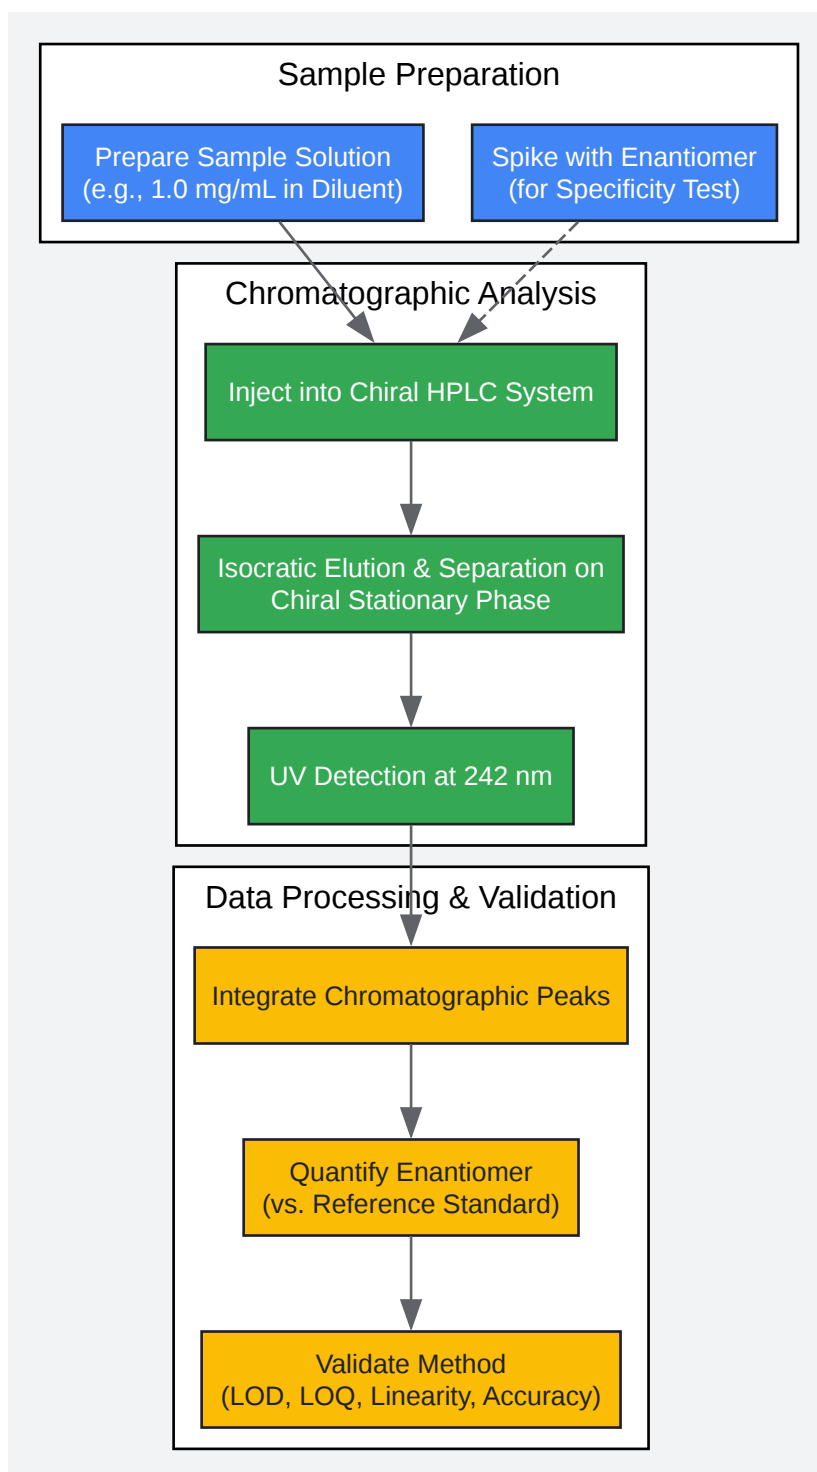 Sample Preparation
Prepare Sample Solution
(e.g., 1.0 mg/mL in Diluent)
Spike with Enantiomer
(for Specificity Test)
Chromatographic Analysis
Inject into Chiral HPLC System
Isocratic Elution & Separation on
Chiral Stationary Phase
UV Detection at 242 nm
Data Processing & Validation
Integrate Chromatographic Peaks
Quantify Enantiomer
(vs. Reference Standard)
Validate Method
(LOD, LOQ, Linearity, Accuracy)